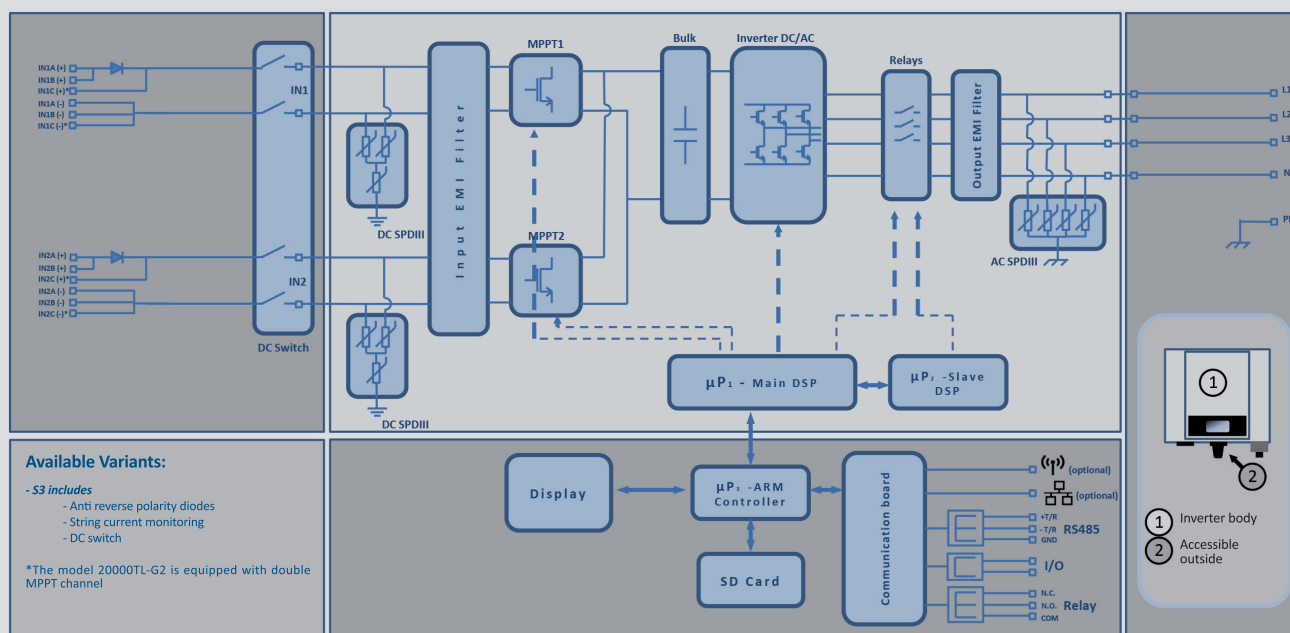 IN1A (+)
IN1B (+)
IN1C (+)*
IN1A (-)
IN1B (-)
IN1C (-)*
IN1
DC SPDIII
IN2A (+)
IN2B (+)
IN2C (+)*
IN2A (-)
IN2B (-)
IN2C (-)*
IN2
DC Switch
DC SPDIII
Input EMI Filter
MPPT1
MPPT2
Bulk
Inverter DC/AC
Relays
Output EMI Filter
AC SPDIII
L1
L2
L3
N
PE
µP1 - Main DSP
µP2 -Slave
DSP
Available Variants:
- S3 includes
- Anti reverse polarity diodes
- String current monitoring
- DC switch
*The model 20000TL-G2 is equipped with double
MPPT channel
Display
µP3 -ARM
Controller
SD Card
Communication board
(optional)
(optional)
+T/R
- T/R
GND
RS485
I/O
N.C.
N.O.
COM
Relay
1
2
1 Inverter body
2 Accessible
outside